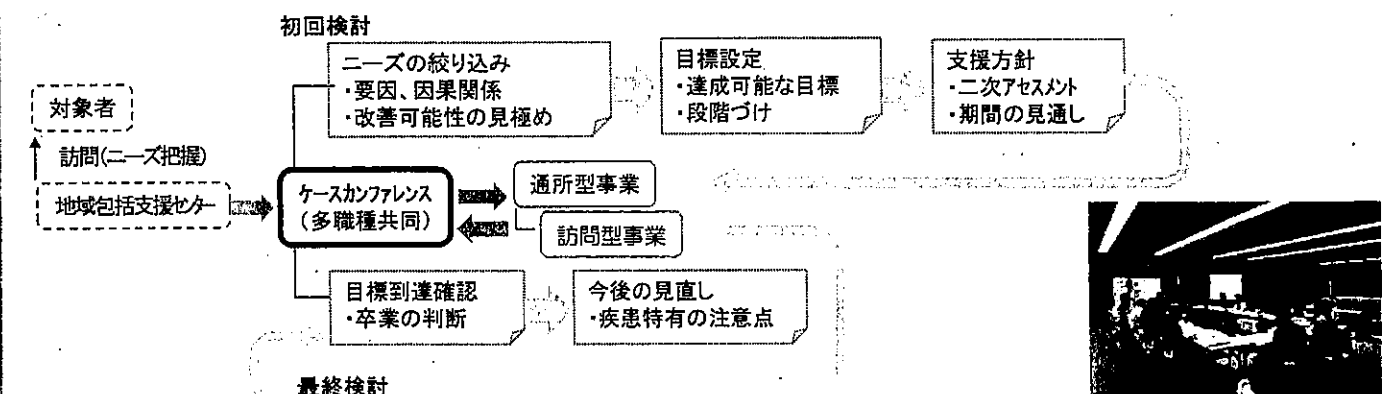 初回検討
ニーズの絞り込み
・要因、因果関係
・改善可能性の見極め
目標設定
・達成可能な目標
・段階づけ
支援方針
・二次アセスメント
・期間の見通し
対象者
訪問(ニーズ把握)
地域包括支援センター
ケースカンファレンス
(多職種共同)
通所型事業
訪問型事業
目標到達確認
・卒業の判断
今後の見直し
・疾患特有の注意点
最終検討